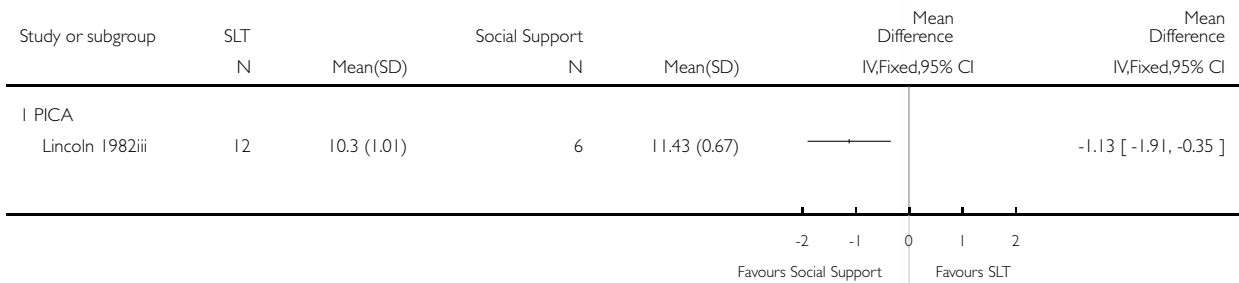 Mean Mean
Study or subgroup SLT Social Support Difference Difference
N Mean(SD) N Mean(SD) IV,Fixed,95% CI IV,Fixed,95% CI
1 PICA
Lincoln 1982iii 12 10.3 (1.01) 6 11.43 (0.67) -1.13 [ -1.91, -0.35 ]
-2 -1 0 1 2
Favours Social Support Favours SLT